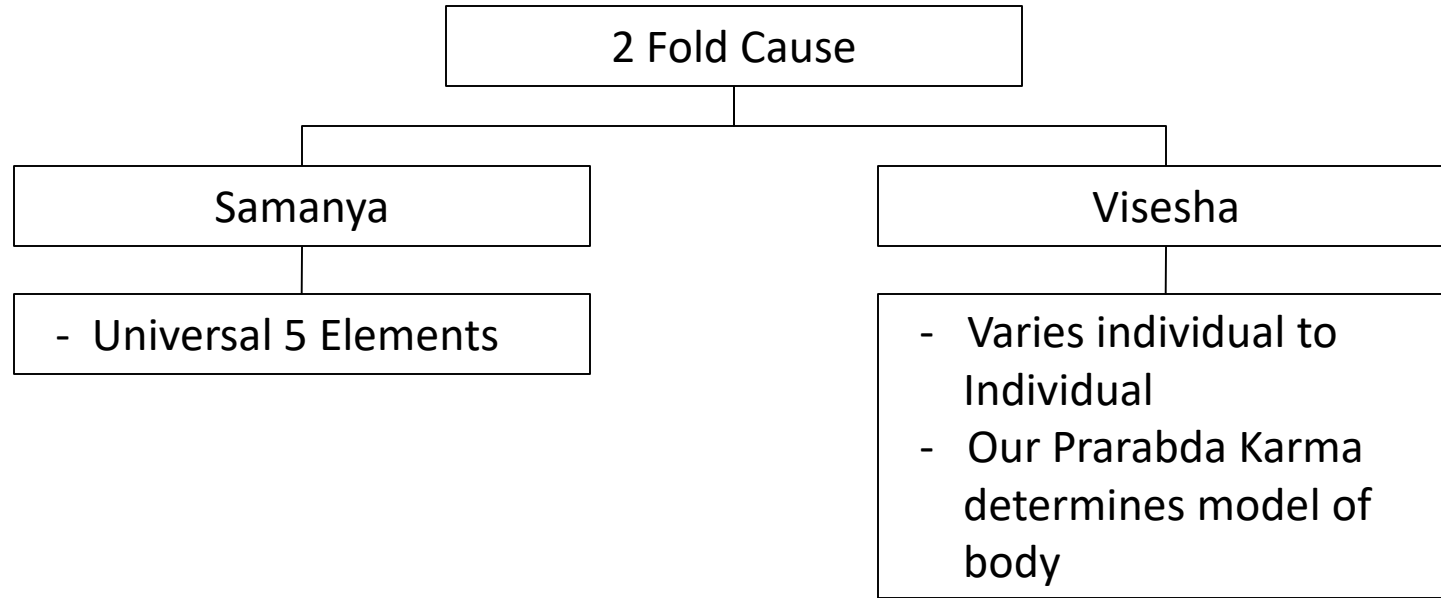 2 Fold Cause
Samanya
Visesha
- Universal 5 Elements
- Varies individual to
Individual
- Our Prarabda Karma
determines model of
body